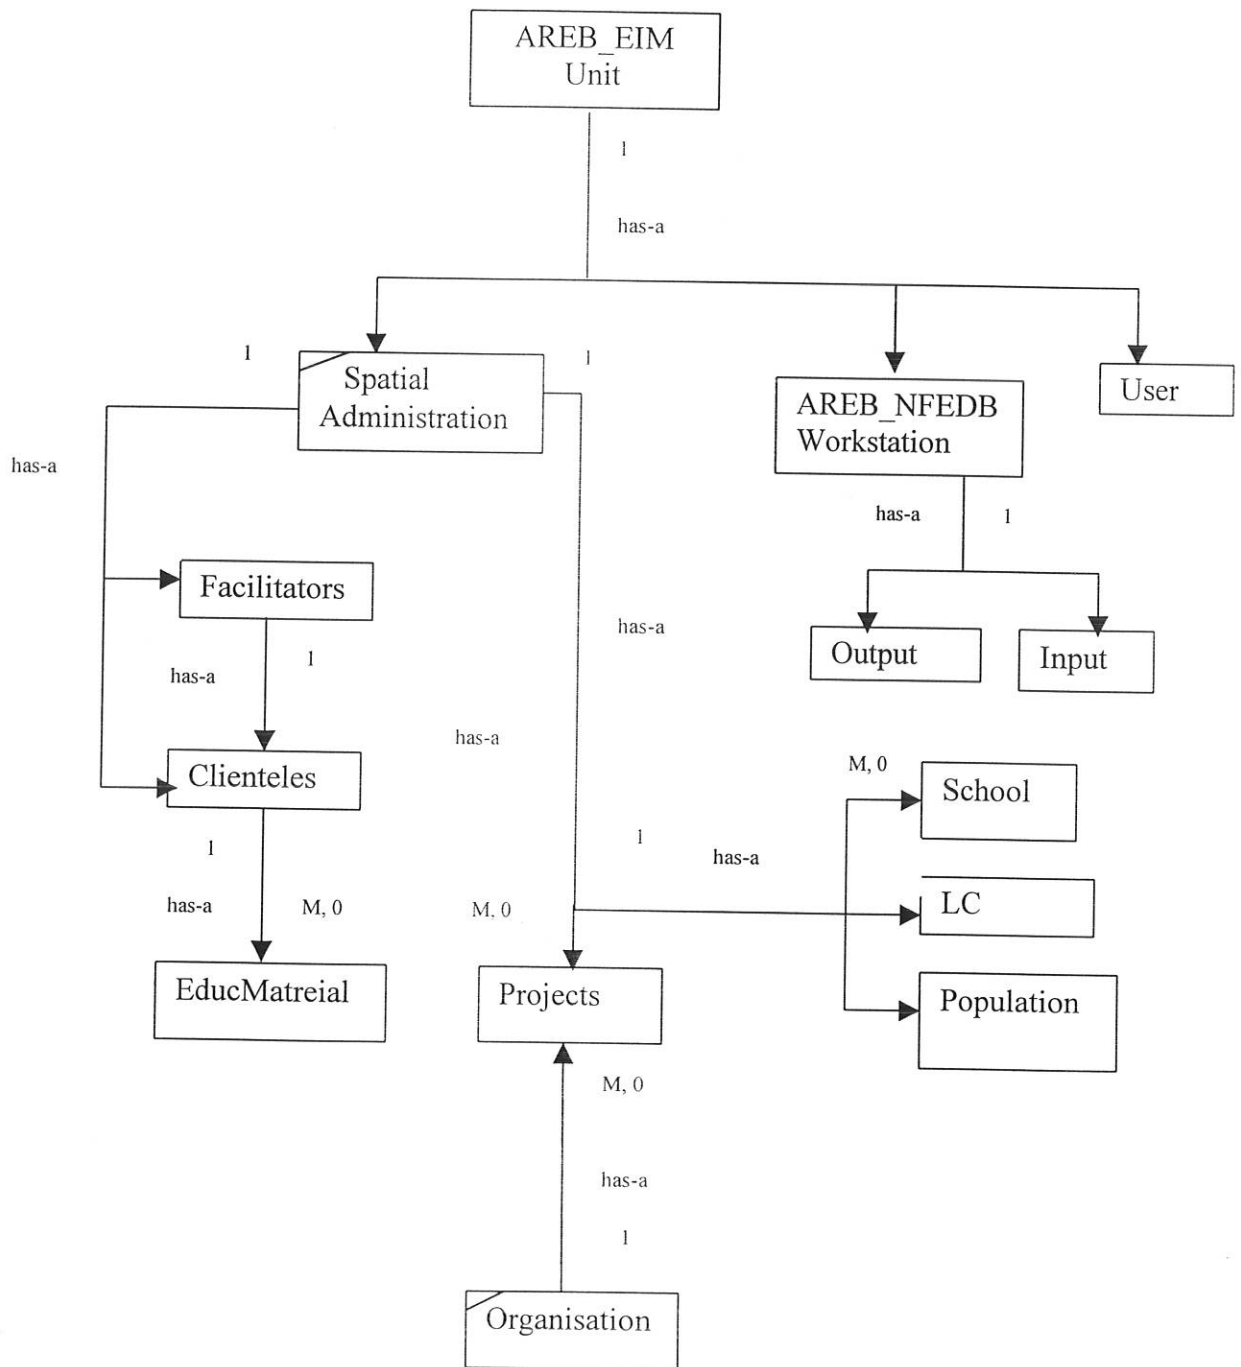 AREB_EIM
Unit
1
has-a
1
1
Spatial
Administration
User
AREB_NFEDB
Workstation
has-a
has-a
1
Facilitators
has-a
1
has-a
Output
Input
has-a
Clienteles
M, 0
School
1
1
has-a
has-a
M, 0
M, 0
LC
EducMatreial
Projects
Population
M, 0
has-a
1
Organisation